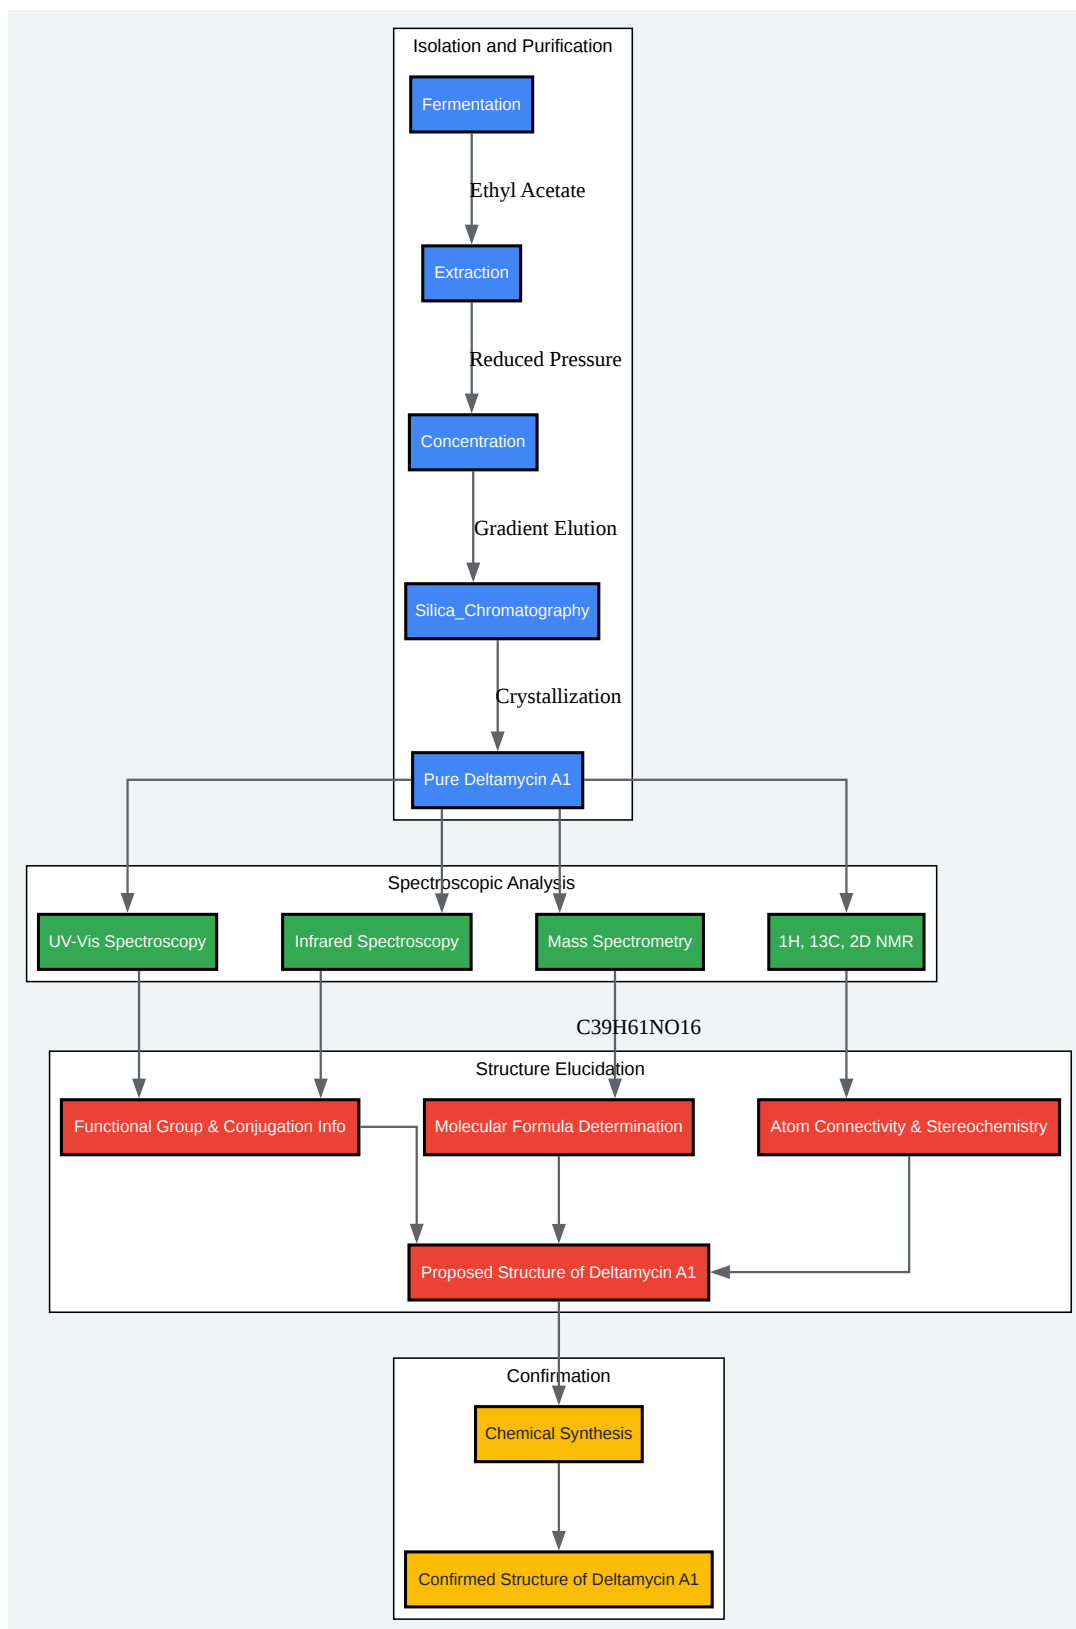 Isolation and Purification
Fermentation
Ethyl Acetate
Extraction
Reduced Pressure
Concentration
Gradient Elution
Silica_Chromatography
Crystallization
Pure Deltamycin A1
Spectroscopic Analysis
UV-Vis Spectroscopy
Infrared Spectroscopy
Mass Spectrometry
1H, 13C, 2D NMR
C39H61NO16
Structure Elucidation
Functional Group & Conjugation Info
Molecular Formula Determination
Atom Connectivity & Stereochemistry
Proposed Structure of Deltamycin A1
Confirmation
Chemical Synthesis
Confirmed Structure of Deltamycin A1